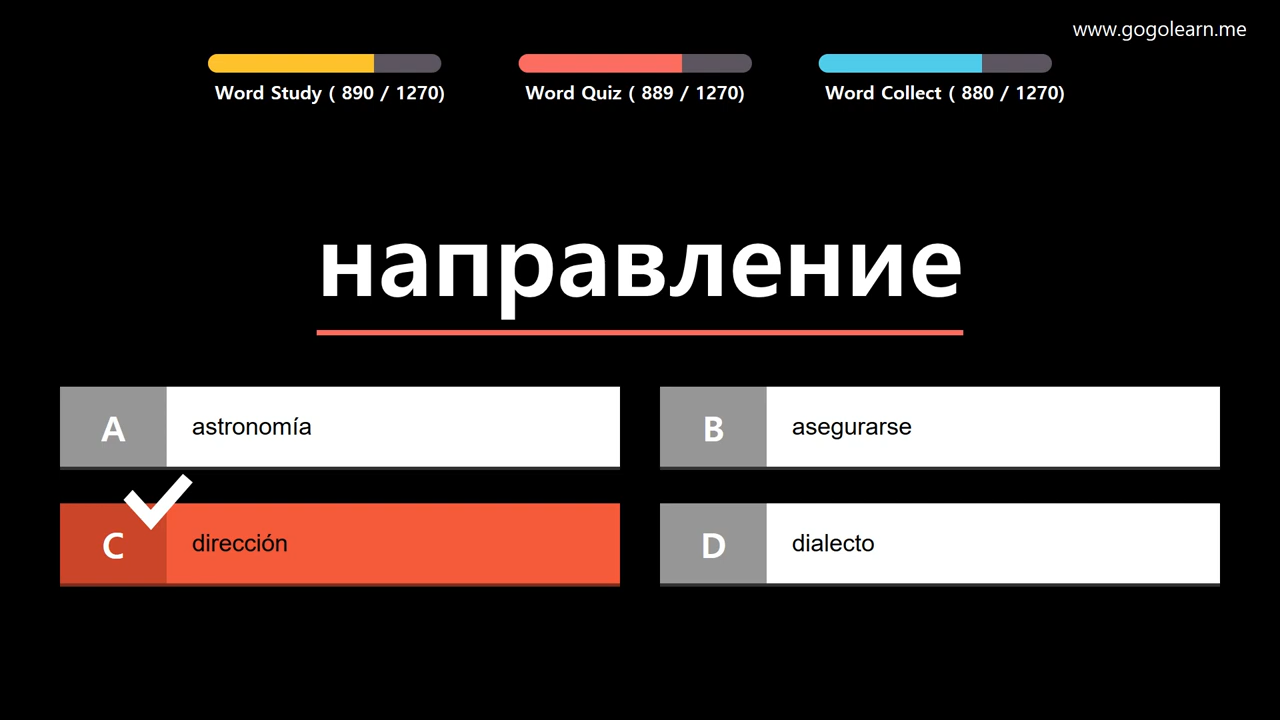 www.gogolearn.me
Word Study ( 890 / 1270)
Word Quiz ( 889 / 1270)
Word Collect ( 880 / 1270)
направление
A astronomía
B asegurarse
C dirección
D dialecto